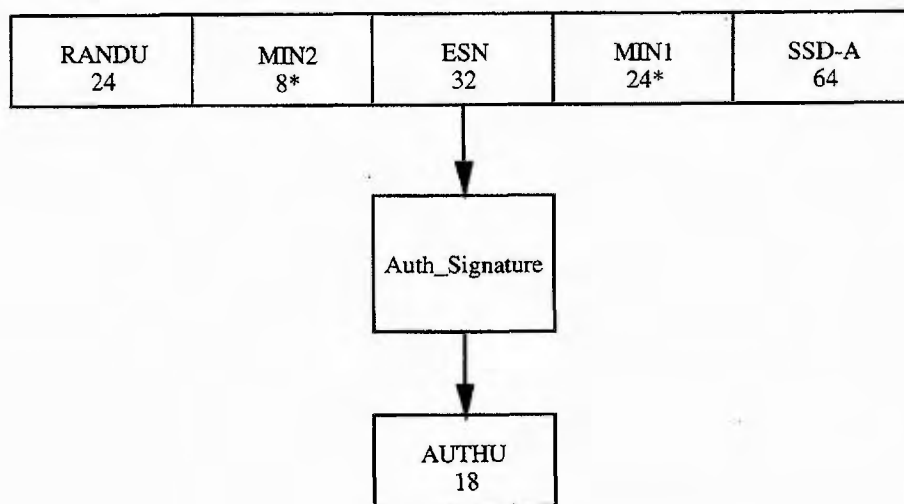 RANDU MIN2 ESN MIN1 SSD-A
24 8* 32 24* 64
Auth_Signature
AUTHU
18